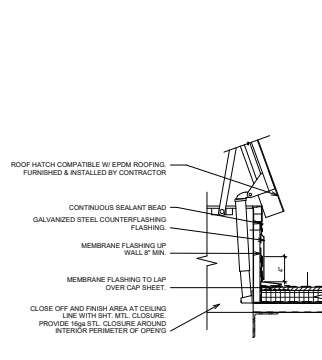 ROOF HATCH COMPATIBLE W/ EPDM ROOFING.
FURNISHED & INSTALLED BY CONTRACTOR
CONTINUOUS SEALANT BEAD
GALVANIZED STEEL COUNTERFLASHING
FLASHING.
MEMBRANE FLASHING UP
WALL 8" MIN.
MEMBRANE FLASHING TO LAP
OVER CAP SHEET.
CLOSE OFF AND FINISH AREA AT CEILING
LINE WITH SHT. MTL. CLOSURE.
PROVIDE 16ga STL. CLOSURE AROUND
INTERIOR PERIMETER OF OPEN'G